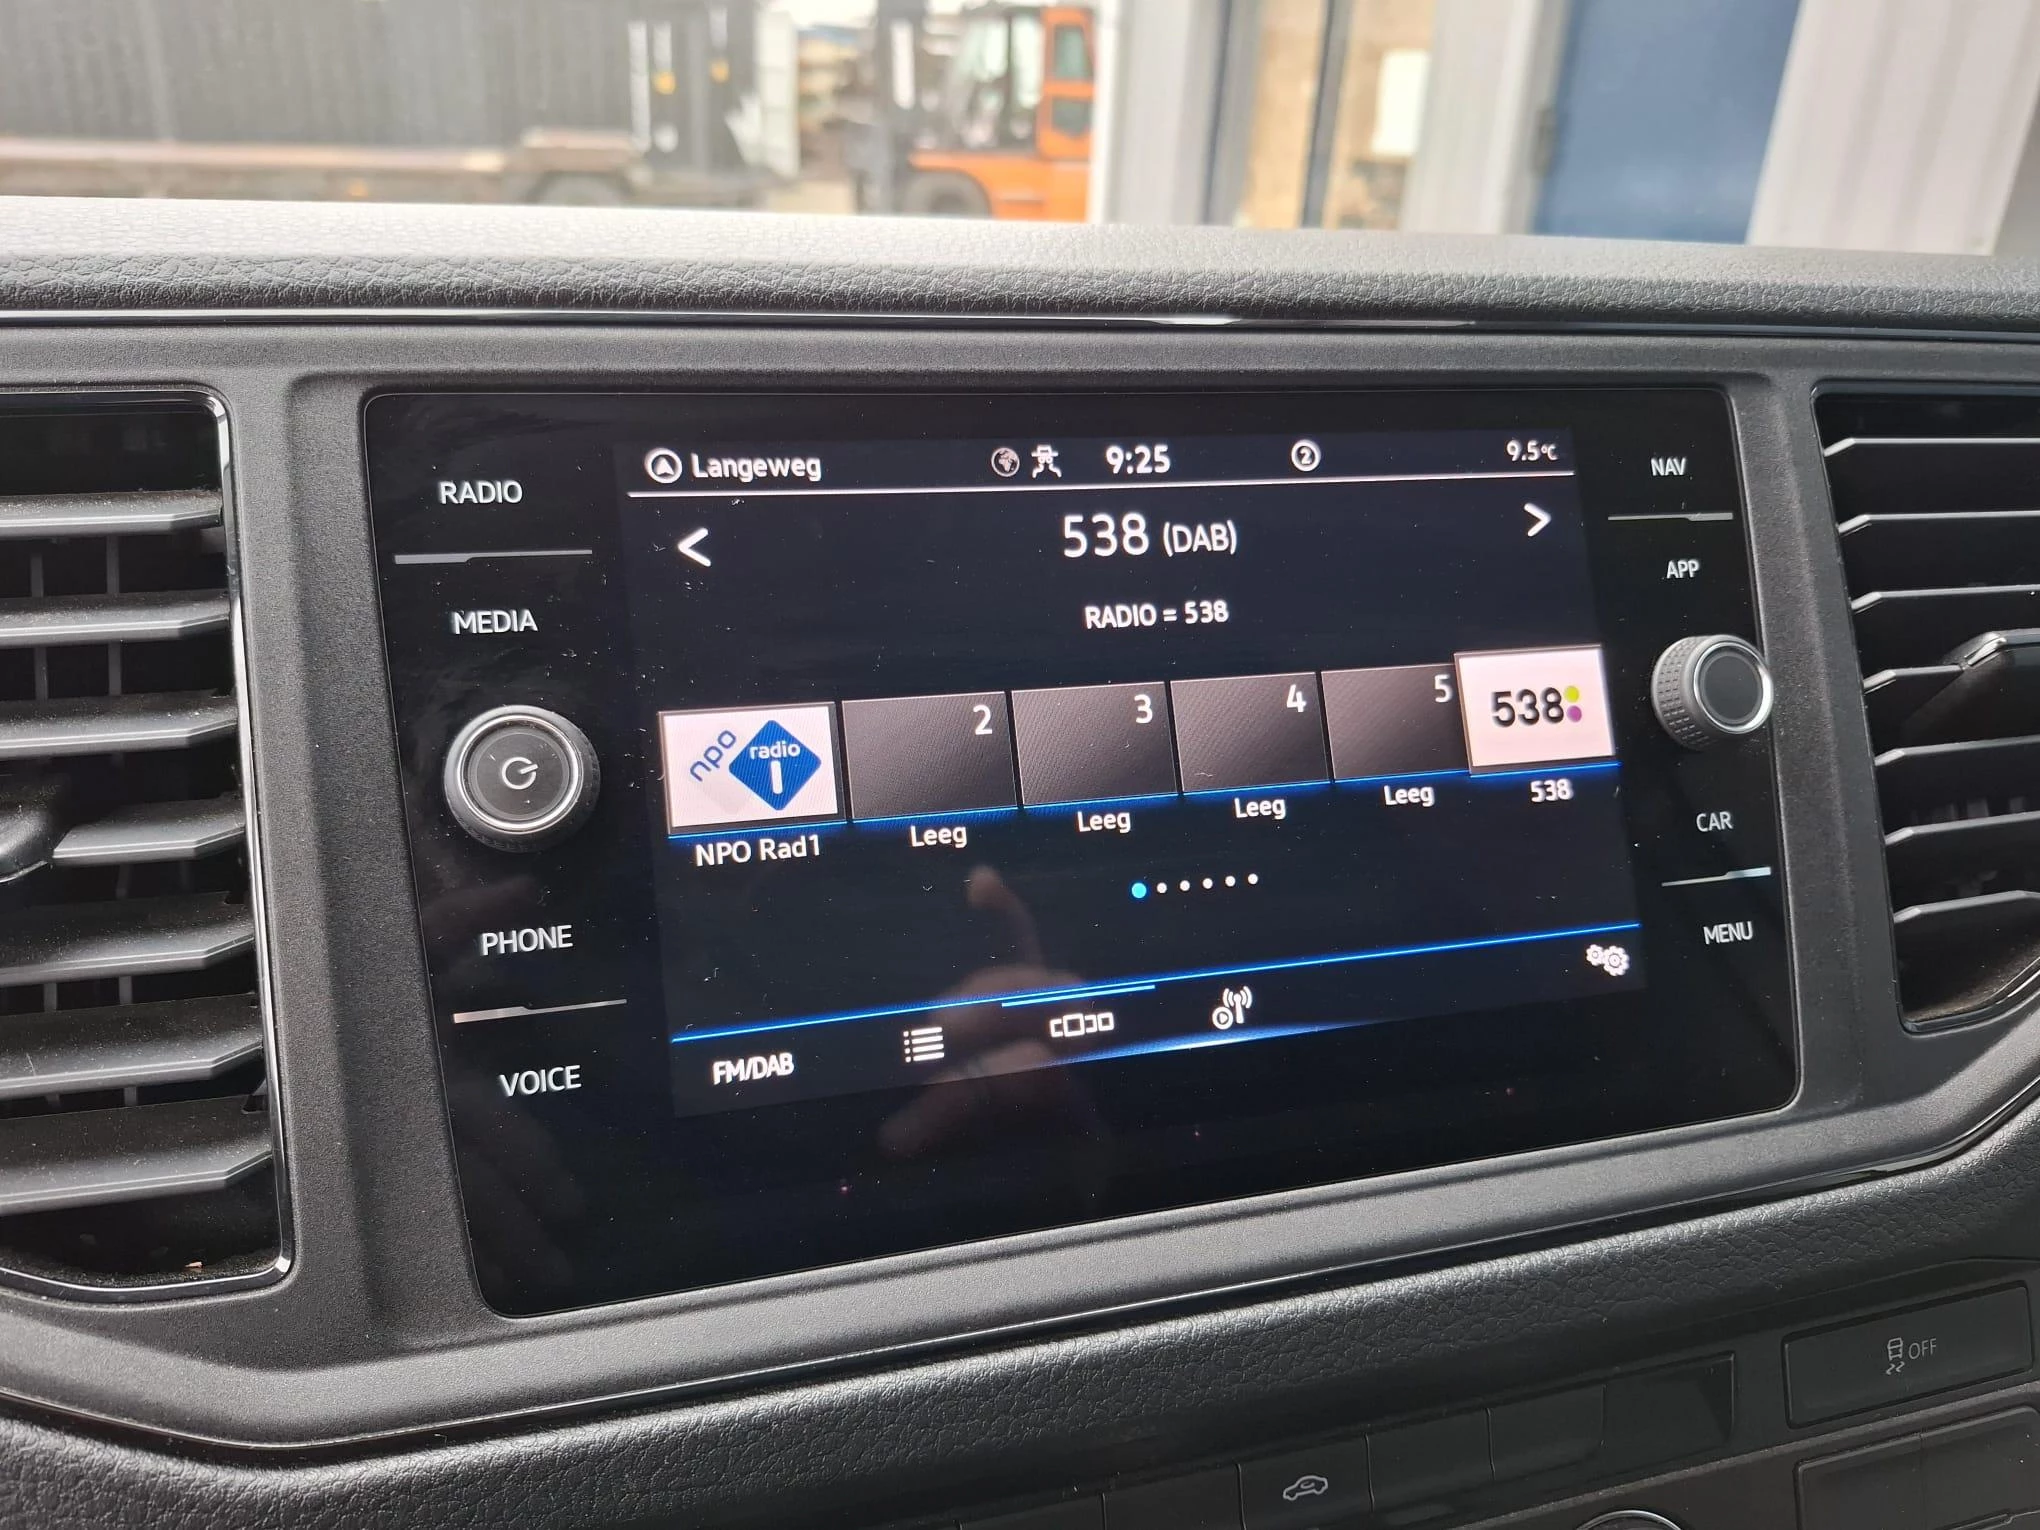 RADIO
MEDIA
PHONE
VOICE
Langeweg
9:25
2
9.5°C
538 (DAB)
RADIO = 538
npo radio 1
2
3
4
5
538
NPO Rad1
Leeg
Leeg
Leeg
Leeg
538
FM/DAB
NAV
APP
CAR
MENU
OFF